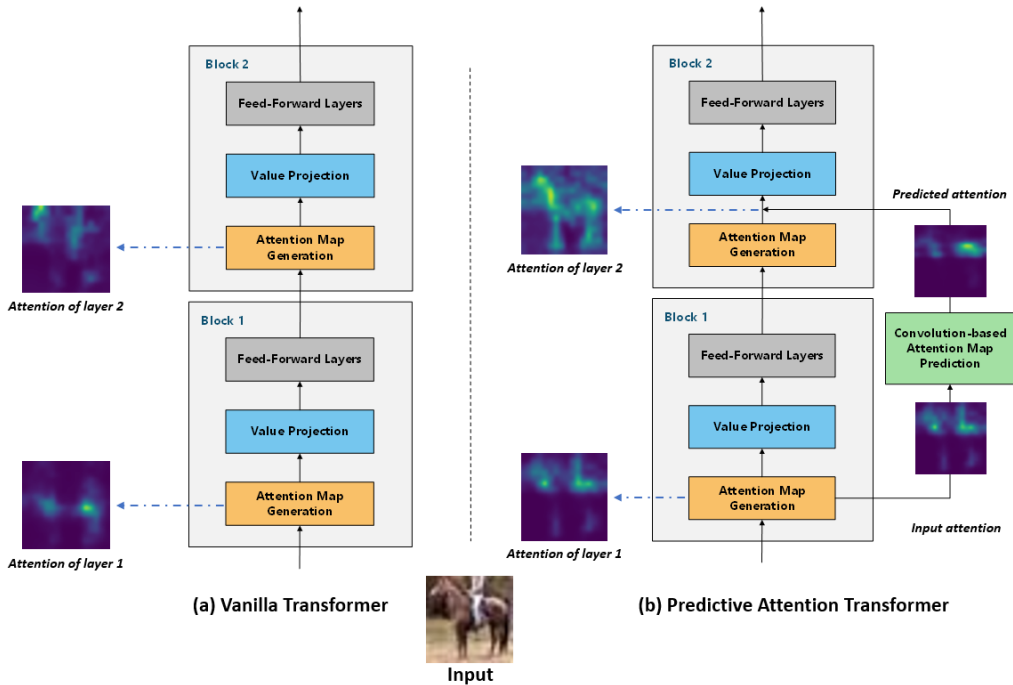 Block 2
Feed-Forward Layers
Value Projection
Attention Map
Generation
Attention of layer 2
Block 1
Feed-Forward Layers
Value Projection
Attention Map
Generation
Attention of layer 1
(a) Vanilla Transformer
Block 2
Feed-Forward Layers
Value Projection
Predicted attention
Attention Map
Generation
Attention of layer 2
Block 1
Feed-Forward Layers
Convolution-based
Attention Map
Prediction
Value Projection
Attention Map
Generation
Input attention
Attention of layer 1
(b) Predictive Attention Transformer
Input